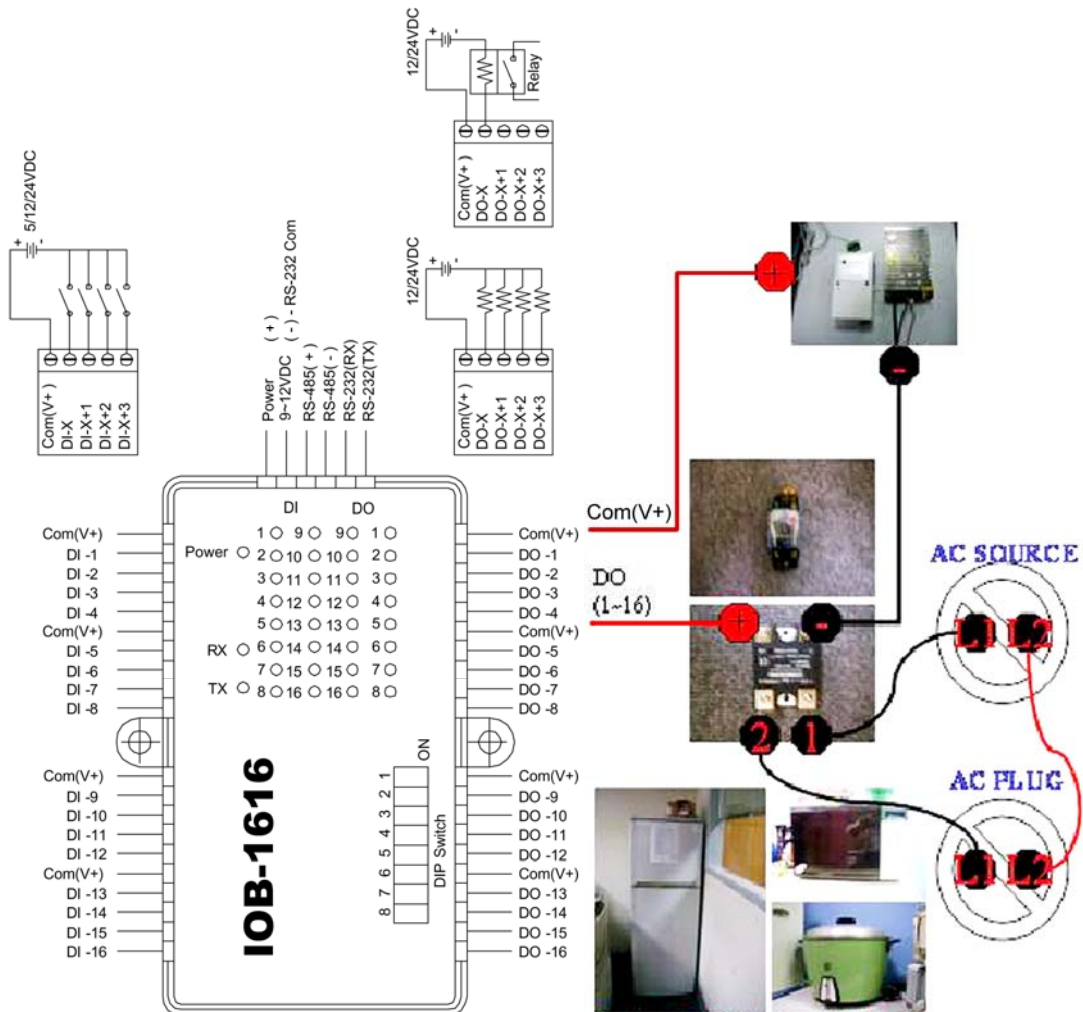 12/24VDC
+ -
Relay
Com(V+)
DO-X
DO-X+1
DO-X+2
DO-X+3
5/12/24VDC
+ -
Com(V+)
DI-X
DI-X+1
DI-X+2
DI-X+3
12/24VDC
+ -
Com(V+)
DO-X
DO-X+1
DO-X+2
DO-X+3
Power (+)
9~12VDC (-) - RS-232 Com
RS-485(+)
RS-485(-)
RS-232(RX)
RS-232(TX)
DI DO
1 9 9 1
Power 2 10 10 2
3 11 11 3
4 12 12 4
5 13 13 5
RX 6 14 14 6
7 15 15 7
TX 8 16 16 8
Com(V+)
DI -1
DI -2
DI -3
DI -4
Com(V+)
DI -5
DI -6
DI -7
DI -8
Com(V+)
DI -9
DI -10
DI -11
DI -12
Com(V+)
DI -13
DI -14
DI -15
DI -16
IOB-1616
ON
1
2
3
4
5
6
7
8
DIP Switch
Com(V+)
DO -1
DO -2
DO -3
DO -4
Com(V+)
DO -5
DO -6
DO -7
DO -8
Com(V+)
DO -9
DO -10
DO -11
DO -12
Com(V+)
DO -13
DO -14
DO -15
DO -16
Com(V+)
DO
(1~16)
+
-
+
-
2 1
AC SOURCE
L1 L2
AC PLUG
L1 L2